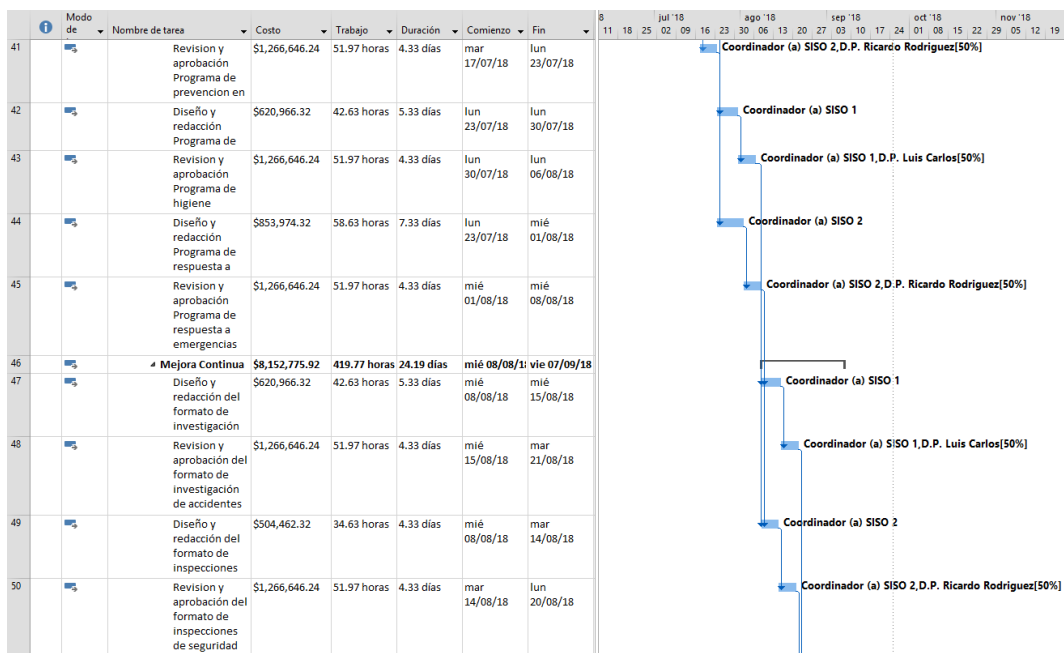 Modo de
Nombre de tarea
Costo
Trabajo
Duración
Comienzo
Fin
8 jul '18 ago '18 sep '18 oct '18 nov '18
11 18 25 02 09 16 23 30 06 13 20 27 03 10 17 24 01 08 15 22 29 05 12 19
41
Revision y
aprobación
Programa de
prevencion en
$1,266,646.24 51.97 horas 4.33 días
mar
17/07/18
lun
23/07/18
Coordinador (a) SISO 2,D.P. Ricardo Rodriguez[50%]
42
Diseño y
redacción
Programa de
$620,966.32 42.63 horas 5.33 días
lun
23/07/18
lun
30/07/18
Coordinador (a) SISO 1
43
Revision y
aprobación
Programa de
higiene
$1,266,646.24 51.97 horas 4.33 días
lun
30/07/18
lun
06/08/18
Coordinador (a) SISO 1,D.P. Luis Carlos[50%]
44
Diseño y
redacción
Programa de
respuesta a
$853,974.32 58.63 horas 7.33 días
lun
23/07/18
mié
01/08/18
Coordinador (a) SISO 2
45
Revision y
aprobación
Programa de
respuesta a
emergencias
$1,266,646.24 51.97 horas 4.33 días
mié
01/08/18
mié
08/08/18
Coordinador (a) SISO 2,D.P. Ricardo Rodriguez[50%]
46
Mejora Continua $8,152,775.92 419.77 horas 24.19 días mié 08/08/1 vie 07/09/18
47
Diseño y
redacción del
formato de
investigación
$620,966.32 42.63 horas 5.33 días
mié
08/08/18
mié
15/08/18
Coordinador (a) SISO 1
48
Revision y
aprobación del
formato de
investigación
de accidentes
$1,266,646.24 51.97 horas 4.33 días
mié
15/08/18
mar
21/08/18
Coordinador (a) SISO 1,D.P. Luis Carlos[50%]
49
Diseño y
redacción del
formato de
inspecciones
$504,462.32 34.63 horas 4.33 días
mié
08/08/18
mar
14/08/18
Coordinador (a) SISO 2
50
Revision y
aprobación del
formato de
inspecciones
de seguridad
$1,266,646.24 51.97 horas 4.33 días
mar
14/08/18
lun
20/08/18
Coordinador (a) SISO 2,D.P. Ricardo Rodriguez[50%]